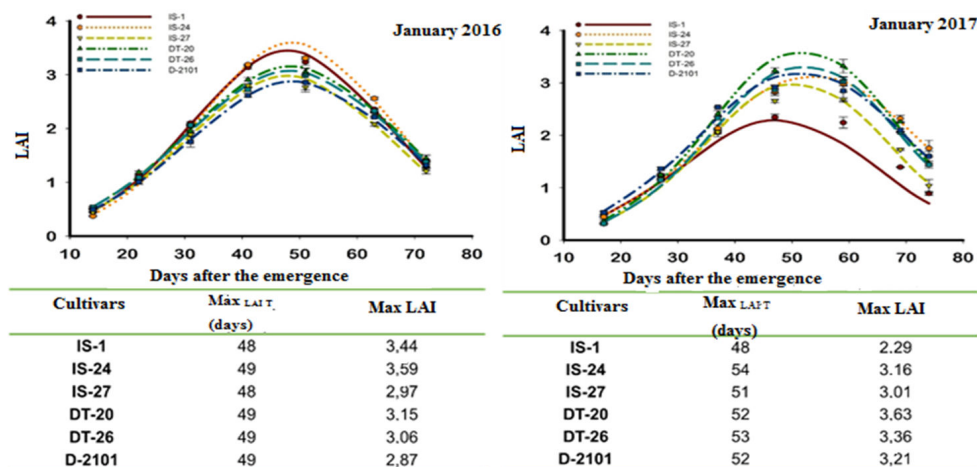 IS-1
IS-24
IS-27
DT-20
DT-26
D-2101
January 2016
LAI
4
3
2
1
0
10 20 30 40 50 60 70 80
Days after the emergence
Cultivars Máx LAI T Max LAI
(days)
IS-1 48 3,44
IS-24 49 3,59
IS-27 48 2,97
DT-20 49 3.15
DT-26 49 3.06
D-2101 49 2,87
IS-1
IS-24
IS-27
DT-20
DT-26
D-2101
January 2017
LAI
4
3
2
1
0
10 20 30 40 50 60 70 80
Days after the emergence
Cultivars Max LAIT Max LAI
(days)
IS-1 48 2.29
IS-24 54 3.16
IS-27 51 3.01
DT-20 52 3.63
DT-26 53 3,36
D-2101 52 3,21